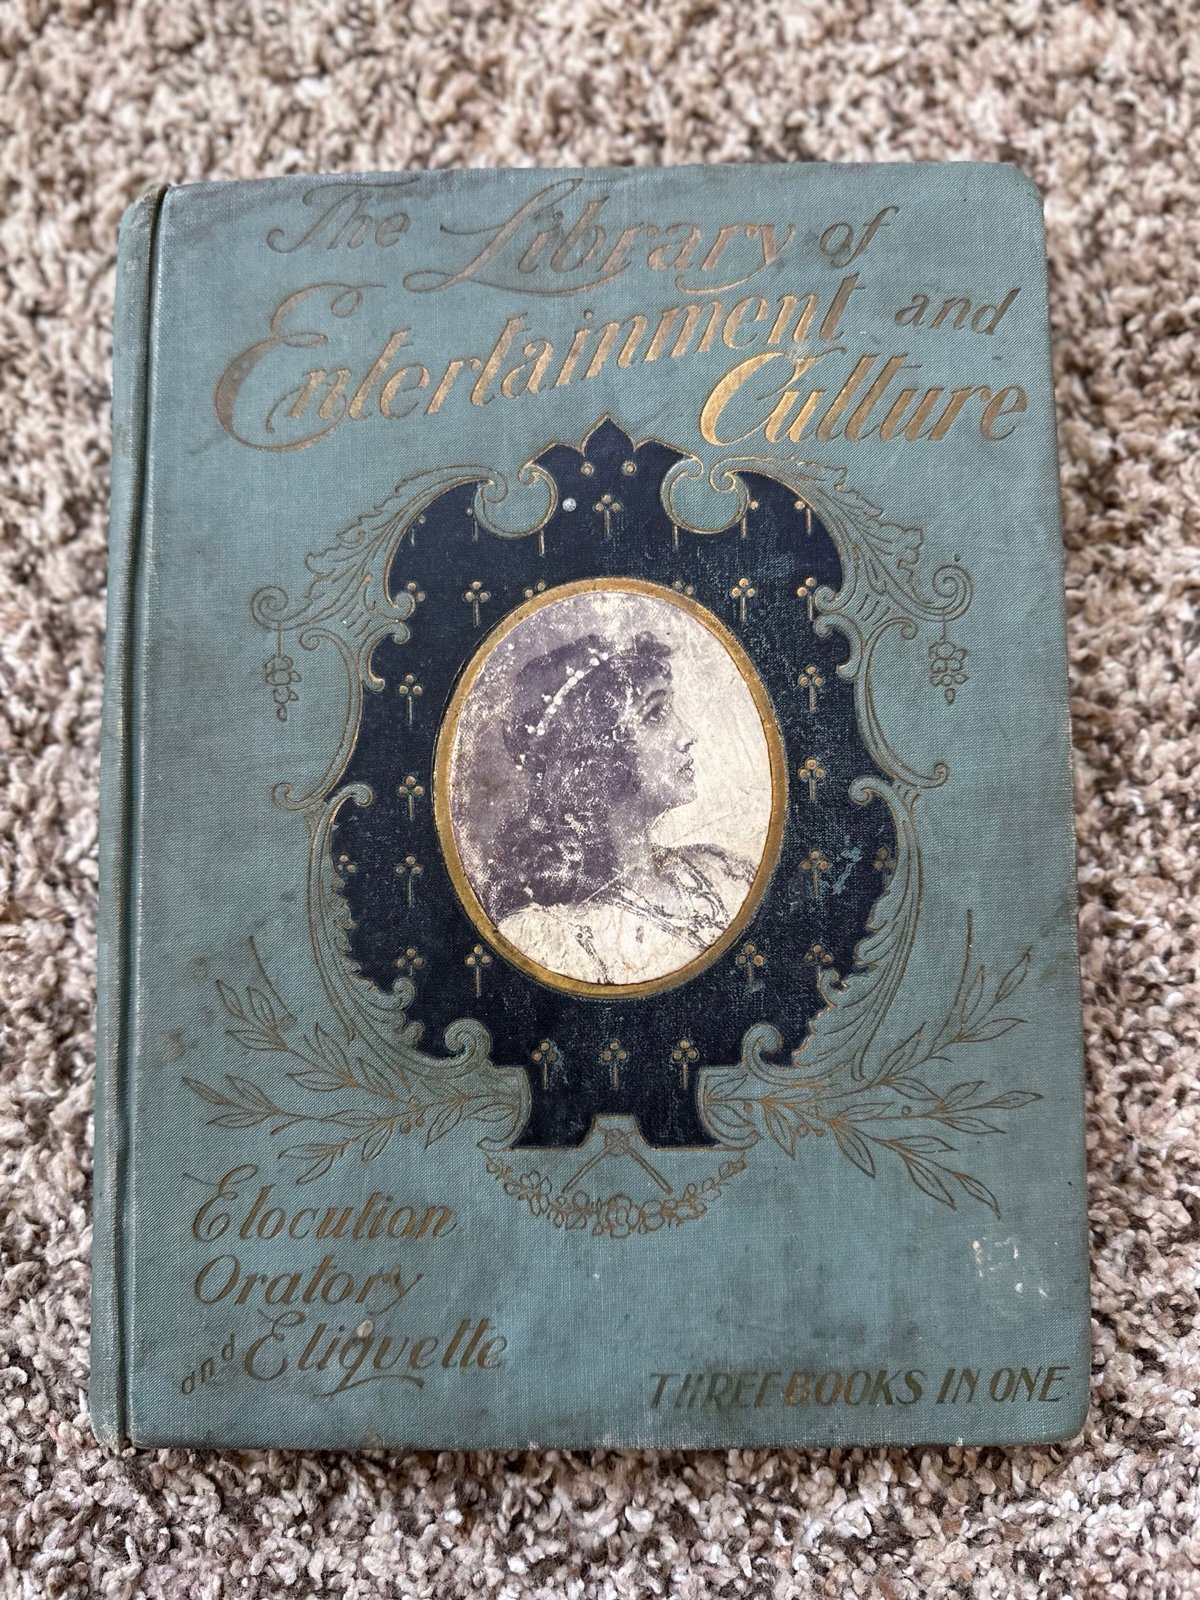 The Library of
Entertainment and
Culture
Elocution
Oratory
and Etiquette
THREE BOOKS IN ONE